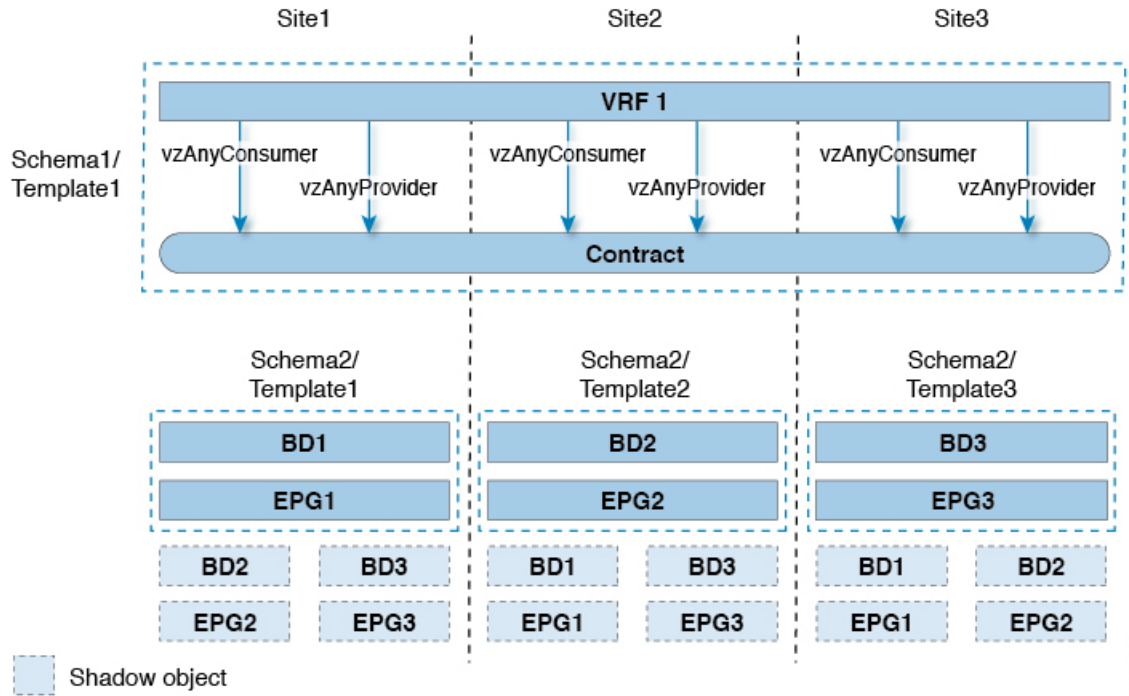 Site1
Site2
Site3
VRF 1
Schema1/
Template1
vzAnyConsumer
vzAnyProvider
vzAnyConsumer
vzAnyProvider
vzAnyConsumer
vzAnyProvider
Contract
Schema2/
Template1
Schema2/
Template2
Schema2/
Template3
BD1
BD2
BD3
EPG1
EPG2
EPG3
BD2
BD3
BD1
BD3
BD1
BD2
EPG2
EPG3
EPG1
EPG3
EPG1
EPG2
Shadow object